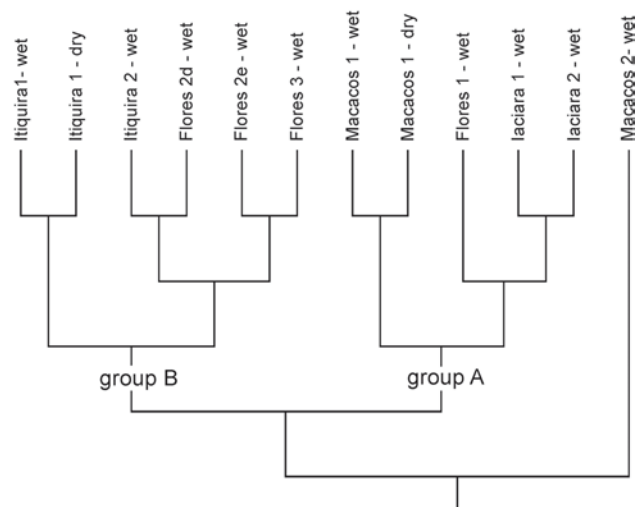 Itiquira1- wet
Itiquira 1 - dry
Itiquira 2 - wet
Flores 2d - wet
Flores 2e - wet
Flores 3 - wet
Macacos 1 - wet
Macacos 1 - dry
Flores 1 - wet
Iaciara 1 - wet
Iaciara 2 - wet
Macacos 2- wet
group B
group A